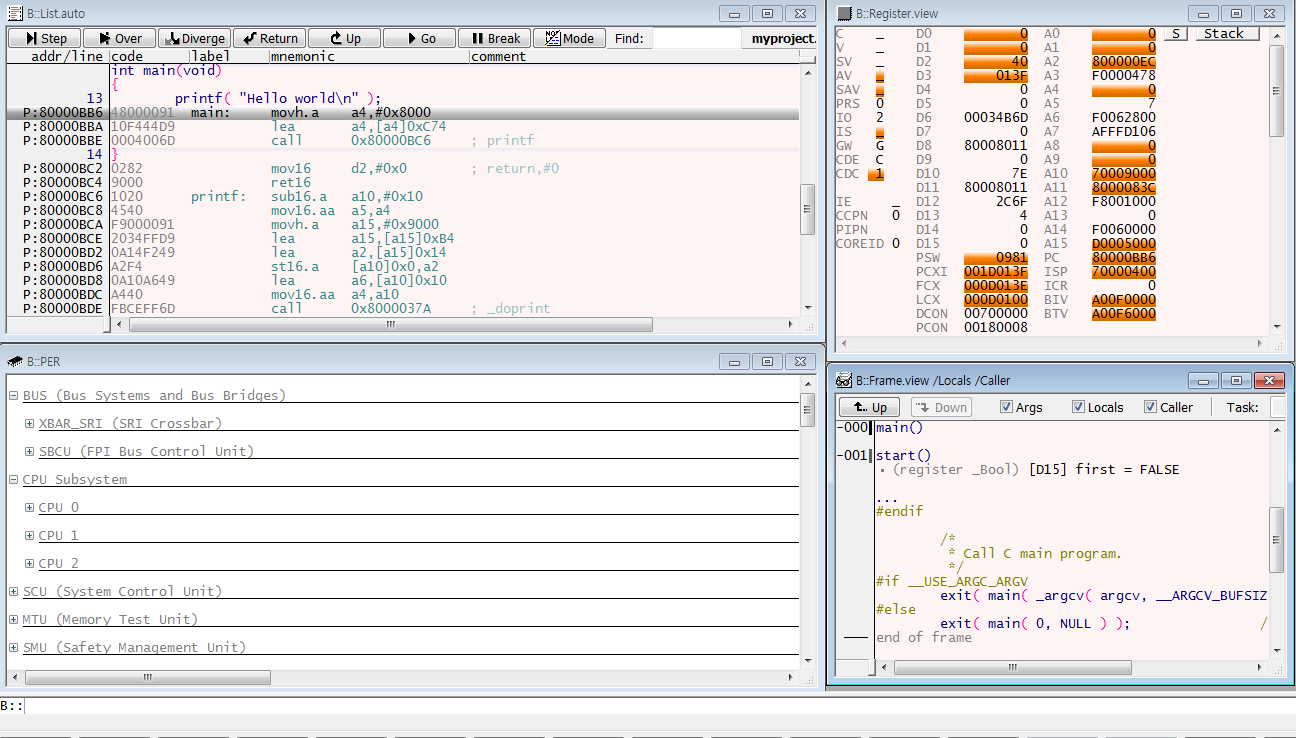 B::List.auto
Step Over Diverge Return Up Go Break Mode Find: myproject.
addr/line code label mnemonic comment
int main(void)
{
13 printf( "Hello world\n" );
P:80000BB6 48000091 main: movh.a a4,#0x8000
P:80000BBA 10F444D9 lea a4,[a4]0xC74
P:80000BBE 0004006D call 0x80000BC6 ; printf
14 }
P:80000BC2 0282 mov16 d2,#0x0 ; return,#0
P:80000BC4 9000 ret16
P:80000BC6 1020 printf: sub16.a a10,#0x10
P:80000BC8 4540 mov16.aa a5,a4
P:80000BCA F9000091 movh.a a15,#0x9000
P:80000BCE 2034FFD9 lea a15,[a15]0xB4
P:80000BD2 0A14F249 lea a2,[a15]0x14
P:80000BD6 A2F4 st16.a [a10]0x0,a2
P:80000BD8 0A10A649 lea a6,[a10]0x10
P:80000BDC A440 mov16.aa a4,a10
P:80000BDE FBCEFF6D call 0x8000037A ; _doprint
B::Register.view
C _ D0 0 A0 0 S Stack
V _ D1 0 A1 0
SV _ D2 40 A2 800000EC
AV _ D3 013F A3 F0000478
SAV _ D4 0 A4 0
PRS 0 D5 0 A5 7
IO 2 D6 00034B6D A6 F0062800
IS _ D7 0 A7 AFFFD106
GW G D8 80008011 A8 0
CDE C D9 0 A9 0
CDC 1 D10 7E A10 70009000
D11 80008011 A11 8000083C
IE _ D12 2C6F A12 F8001000
CCPN 0 D13 4 A13 0
PIPN D14 0 A14 F0060000
COREID 0 D15 0 A15 D0005000
PSW 0981 PC 80000BB6
PCXI 001D013F ISP 70000400
FCX 000D013E ICR 0
LCX 000D0100 BIV A00F0000
DCON 00700000 BTV A00F6000
PCON 00180008
B::PER
BUS (Bus Systems and Bus Bridges)
XBAR_SRI (SRI Crossbar)
SBCU (FPI Bus Control Unit)
CPU Subsystem
CPU 0
CPU 1
CPU 2
SCU (System Control Unit)
MTU (Memory Test Unit)
SMU (Safety Management Unit)
B::Frame.view /Locals /Caller
Up Down Args Locals Caller Task:
-000 main()
-001 start()
(register _Bool) [D15] first = FALSE
...
#endif
/*
* Call C main program.
*/
#if __USE_ARGC_ARGV
exit( main( _argcv( argcv, __ARGCV_BUFSIZ
#else
exit( main( 0, NULL ) ); /
end of frame
B::